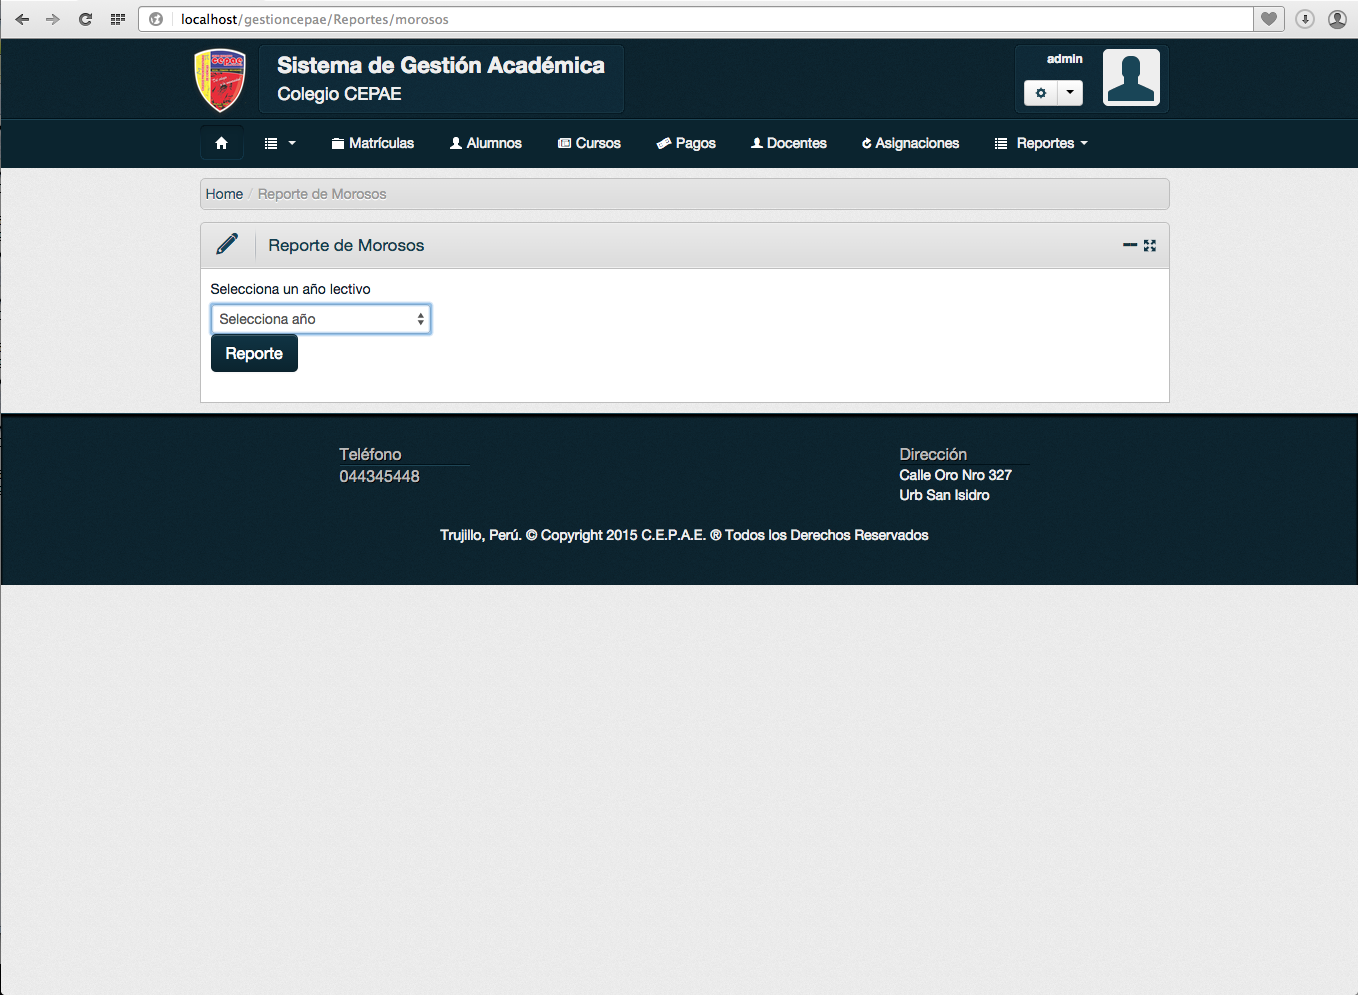 localhost/gestioncepae/Reportes/morosos
cepae
Sistema de Gestión Académica
Colegio CEPAE
admin
Matrículas Alumnos Cursos Pagos Docentes Asignaciones Reportes
Home / Reporte de Morosos
Reporte de Morosos
Selecciona un año lectivo
Selecciona año
Reporte
Teléfono
044345448
Dirección
Calle Oro Nro 327
Urb San Isidro
Trujillo, Perú. © Copyright 2015 C.E.P.A.E. ® Todos los Derechos Reservados